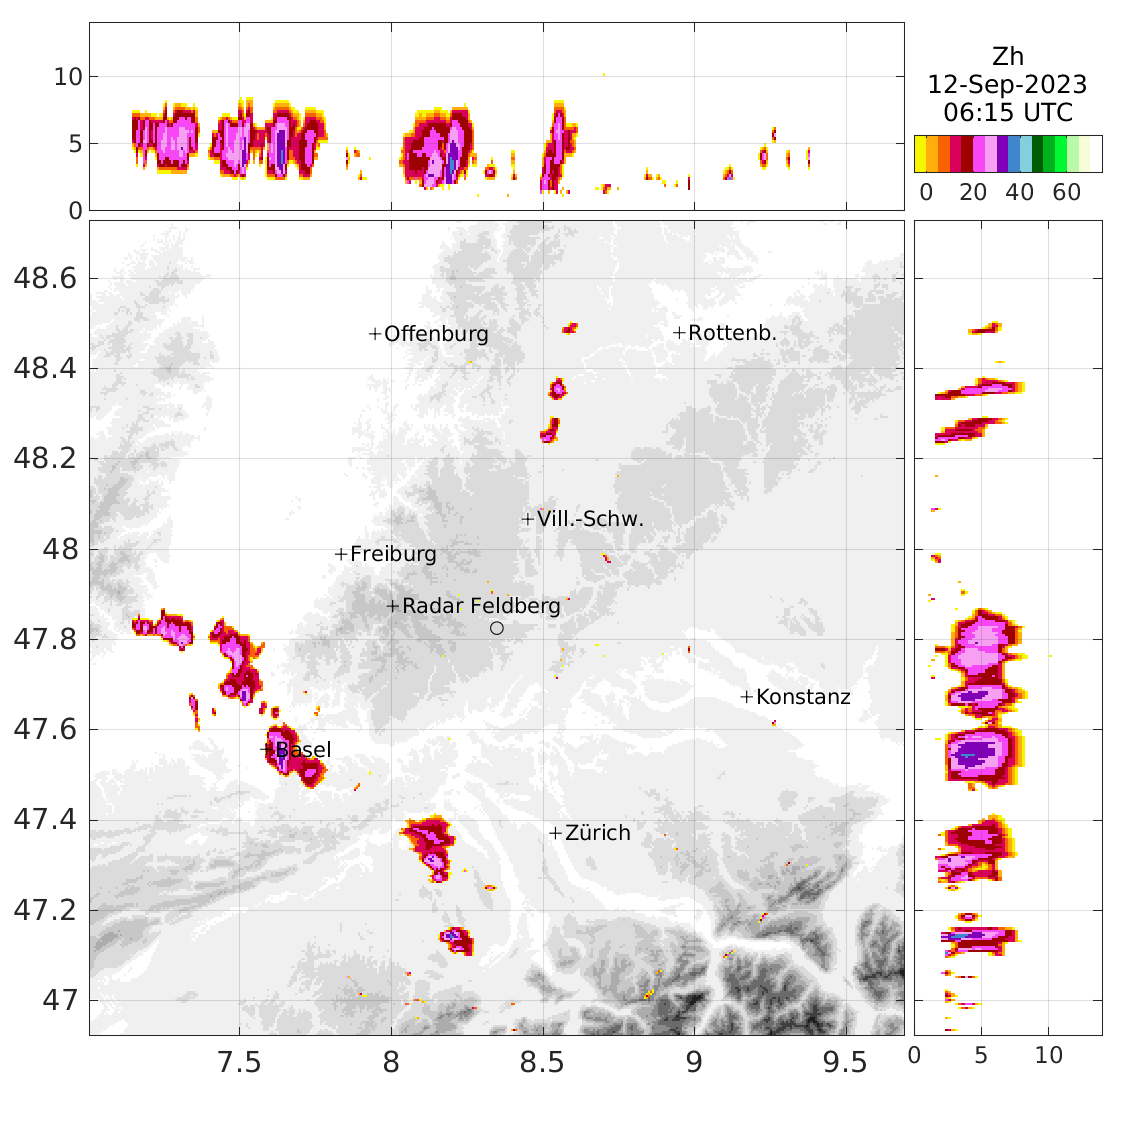 10
5
0
Zh
12-Sep-2023
06:15 UTC
0 20 40 60
48.6
48.4
48.2
48
47.8
47.6
47.4
47.2
47
+Offenburg
+Rottenb.
+Vill.-Schw.
+Freiburg
+Radar Feldberg
+Konstanz
+Basel
+Zürich
7.5 8 8.5 9 9.5
0 5 10